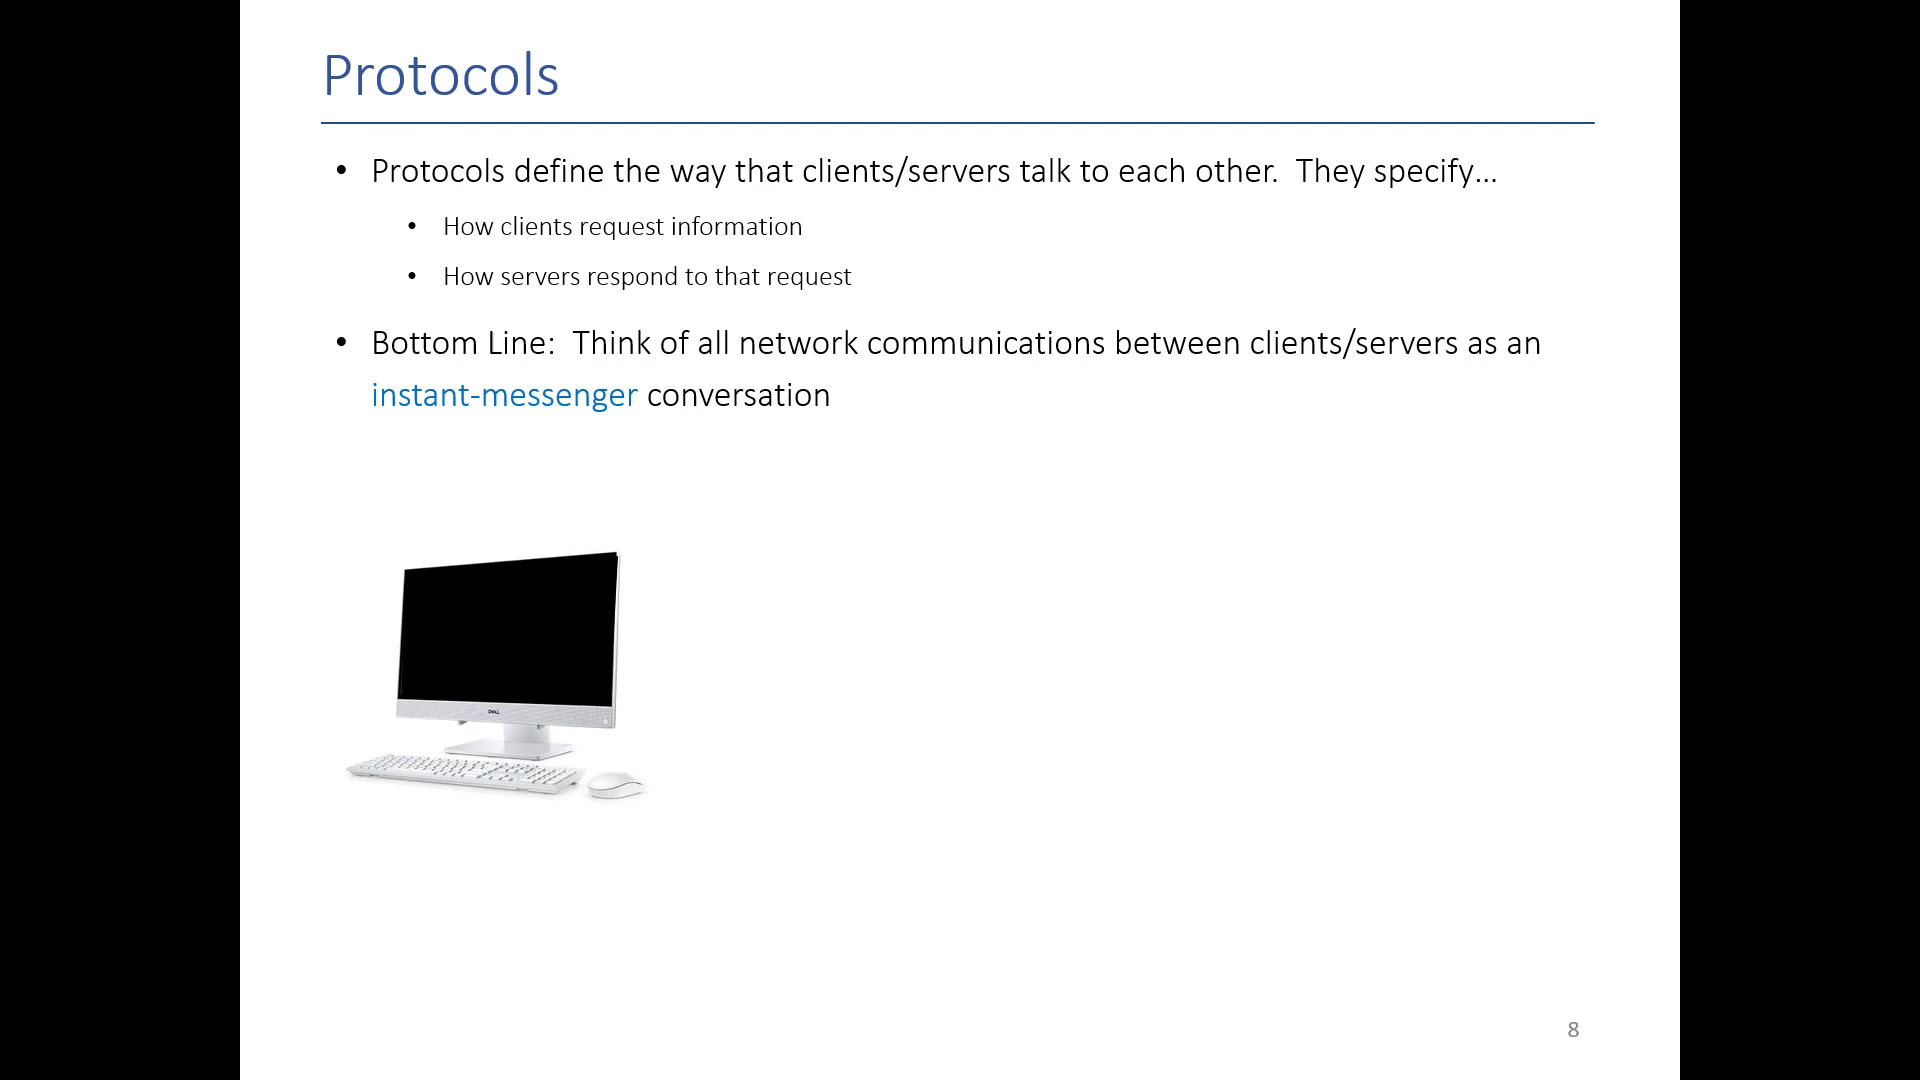 Protocols
• Protocols define the way that clients/servers talk to each other.  They specify...
• How clients request information
• How servers respond to that request
• Bottom Line:  Think of all network communications between clients/servers as an
instant-messenger conversation
DELL
8